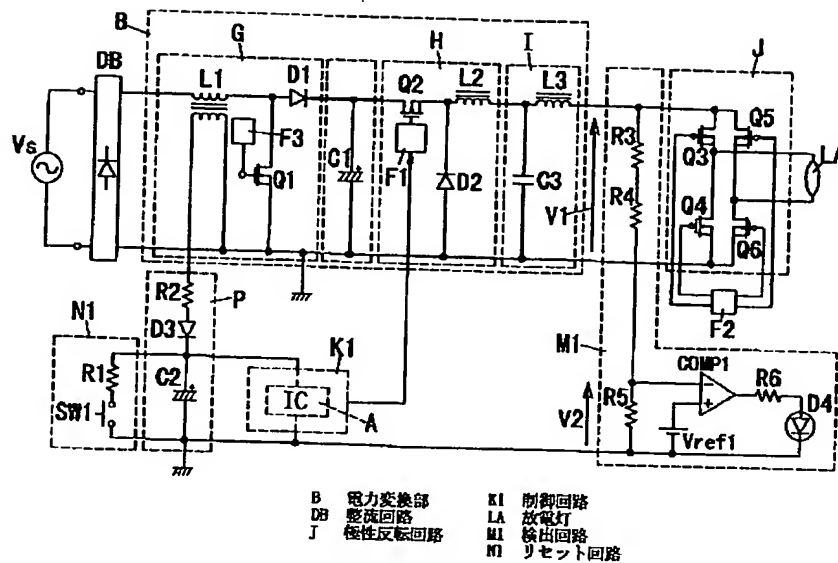 B
G
H
I
J
DB
L1
D1
Q2
L2
L3
Q5
Vs
F3
Q1
C1
F1
D2
C3
V1
R3
R4
Q3
Q4
Q6
LA
F2
R2
P
D3
N1
R1
SW1
C2
K1
IC
A
M1
V2
R5
COMP1
R6
D4
Vref1
B 電力変換部
DB 整流回路
J 極性反転回路
K1 制御回路
LA 放電灯
M1 検出回路
N1 リセット回路